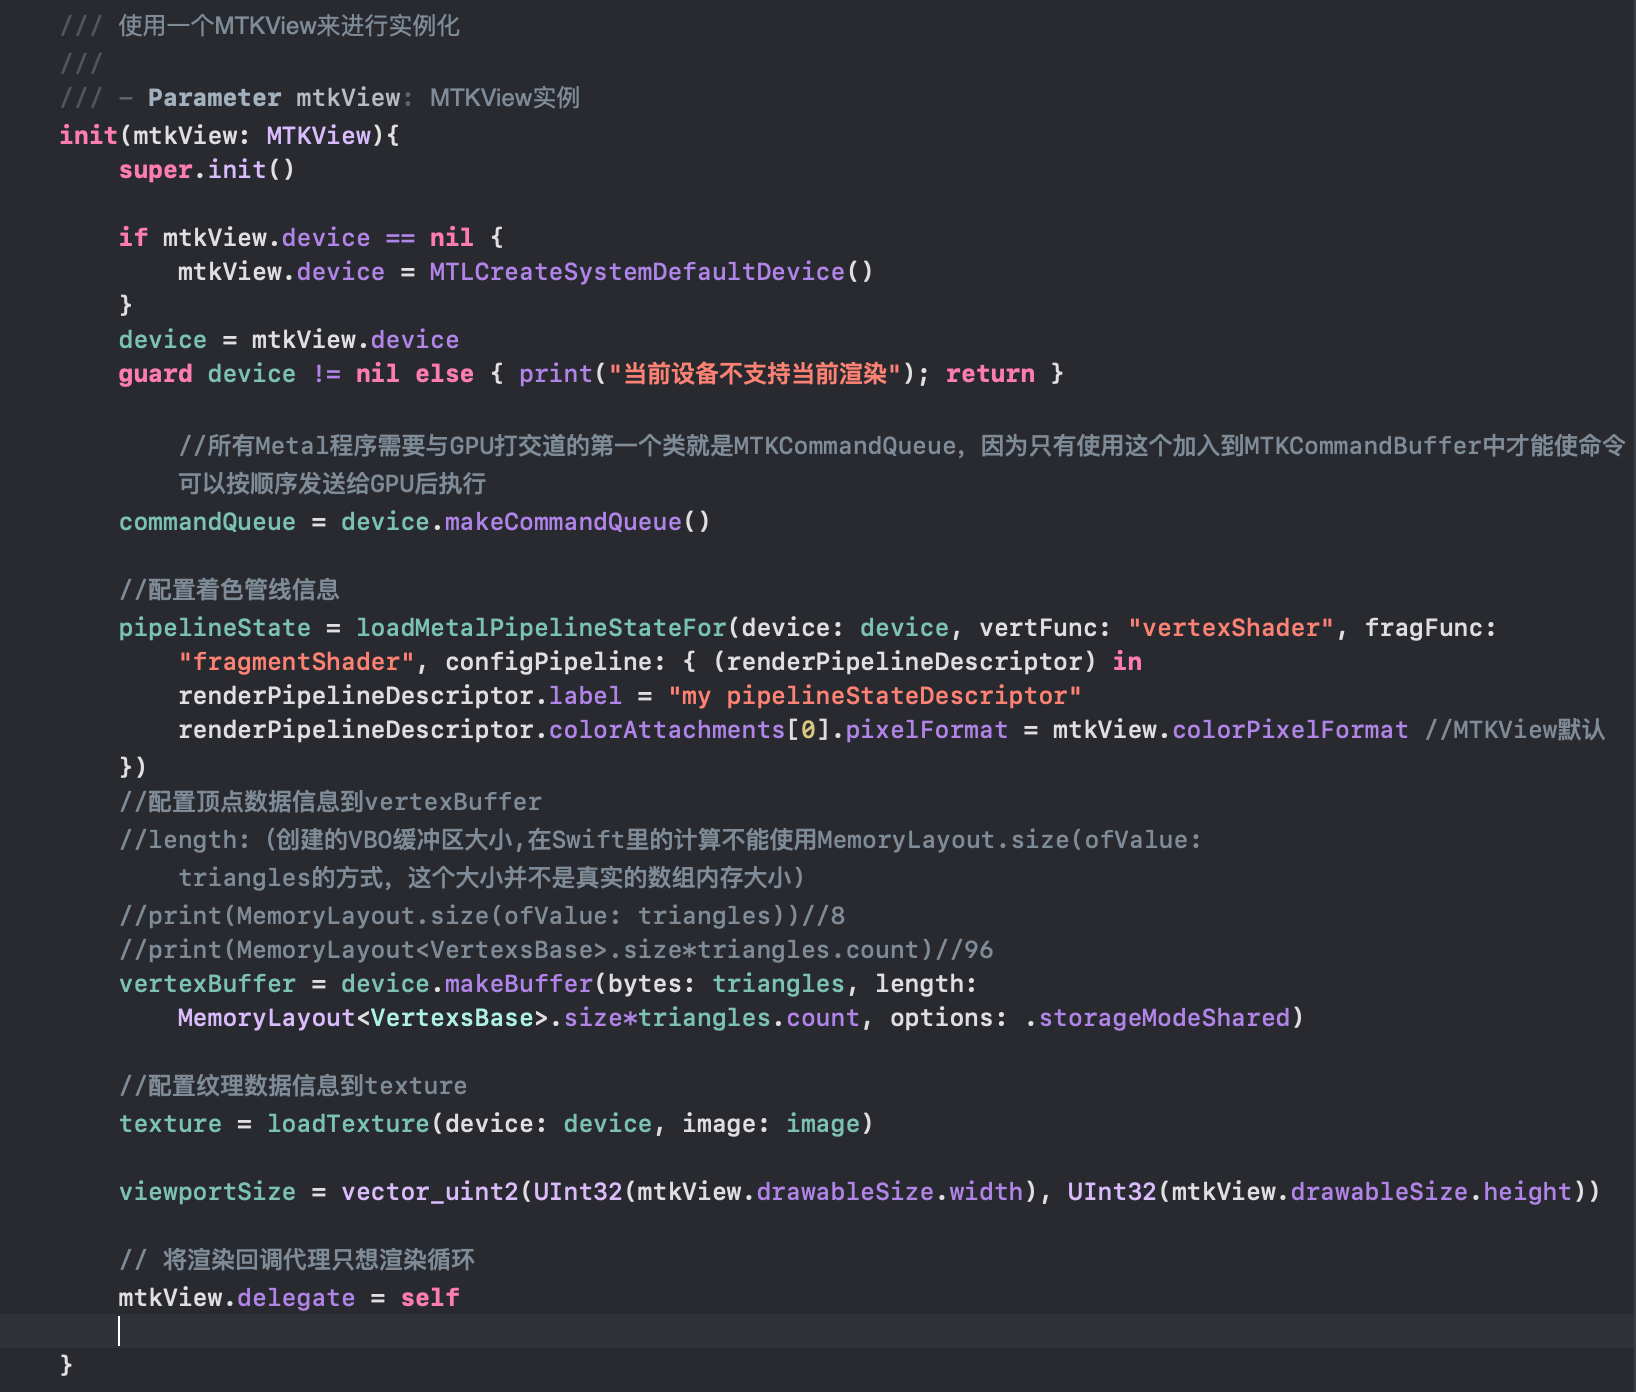 /// 使用一个MTKView来进行实例化
///
/// - Parameter mtkView: MTKView实例
init(mtkView: MTKView){
super.init()
if mtkView.device == nil {
mtkView.device = MTLCreateSystemDefaultDevice()
}
device = mtkView.device
guard device != nil else { print("当前设备不支持当前渲染"); return }
//所有Metal程序需要与GPU打交道的第一个类就是MTKCommandQueue，因为只有使用这个加入到MTKCommandBuffer中才能使命令
可以按顺序发送给GPU后执行
commandQueue = device.makeCommandQueue()
//配置着色管线信息
pipelineState = loadMetalPipelineStateFor(device: device, vertFunc: "vertexShader", fragFunc:
"fragmentShader", configPipeline: { (renderPipelineDescriptor) in
renderPipelineDescriptor.label = "my pipelineStateDescriptor"
renderPipelineDescriptor.colorAttachments[0].pixelFormat = mtkView.colorPixelFormat //MTKView默认
})
//配置顶点数据信息到vertexBuffer
//length:（创建的VBO缓冲区大小,在Swift里的计算不能使用MemoryLayout.size(ofValue:
triangles的方式，这个大小并不是真实的数组内存大小）
//print(MemoryLayout.size(ofValue: triangles))//8
//print(MemoryLayout<VertexsBase>.size*triangles.count)//96
vertexBuffer = device.makeBuffer(bytes: triangles, length:
MemoryLayout<VertexsBase>.size*triangles.count, options: .storageModeShared)
//配置纹理数据信息到texture
texture = loadTexture(device: device, image: image)
viewportSize = vector_uint2(UInt32(mtkView.drawableSize.width), UInt32(mtkView.drawableSize.height))
// 将渲染回调代理只想渲染循环
mtkView.delegate = self
}